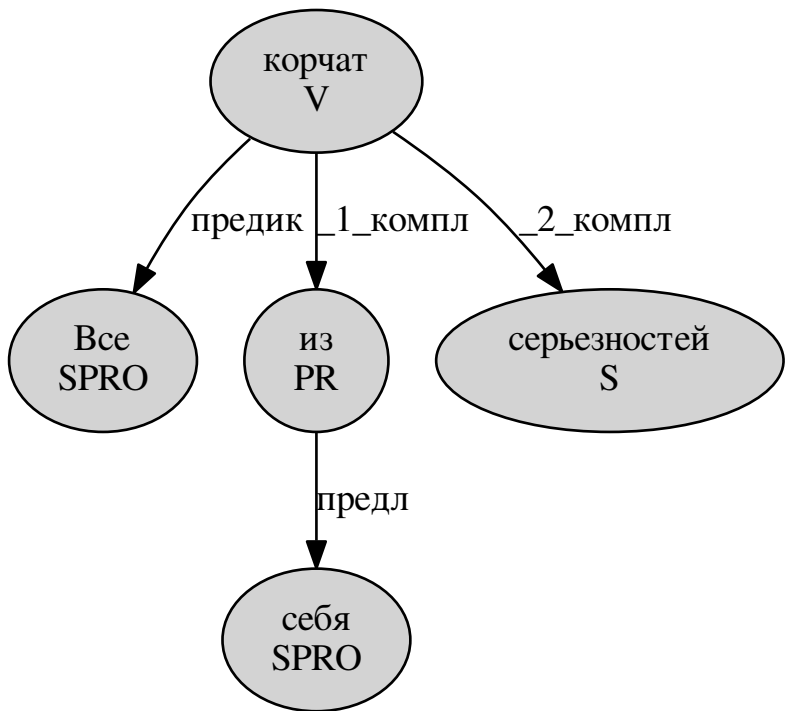 корчат
V
предик
_1_компл
_2_компл
Все
SPRO
из
PR
серьезностей
S
предл
себя
SPRO